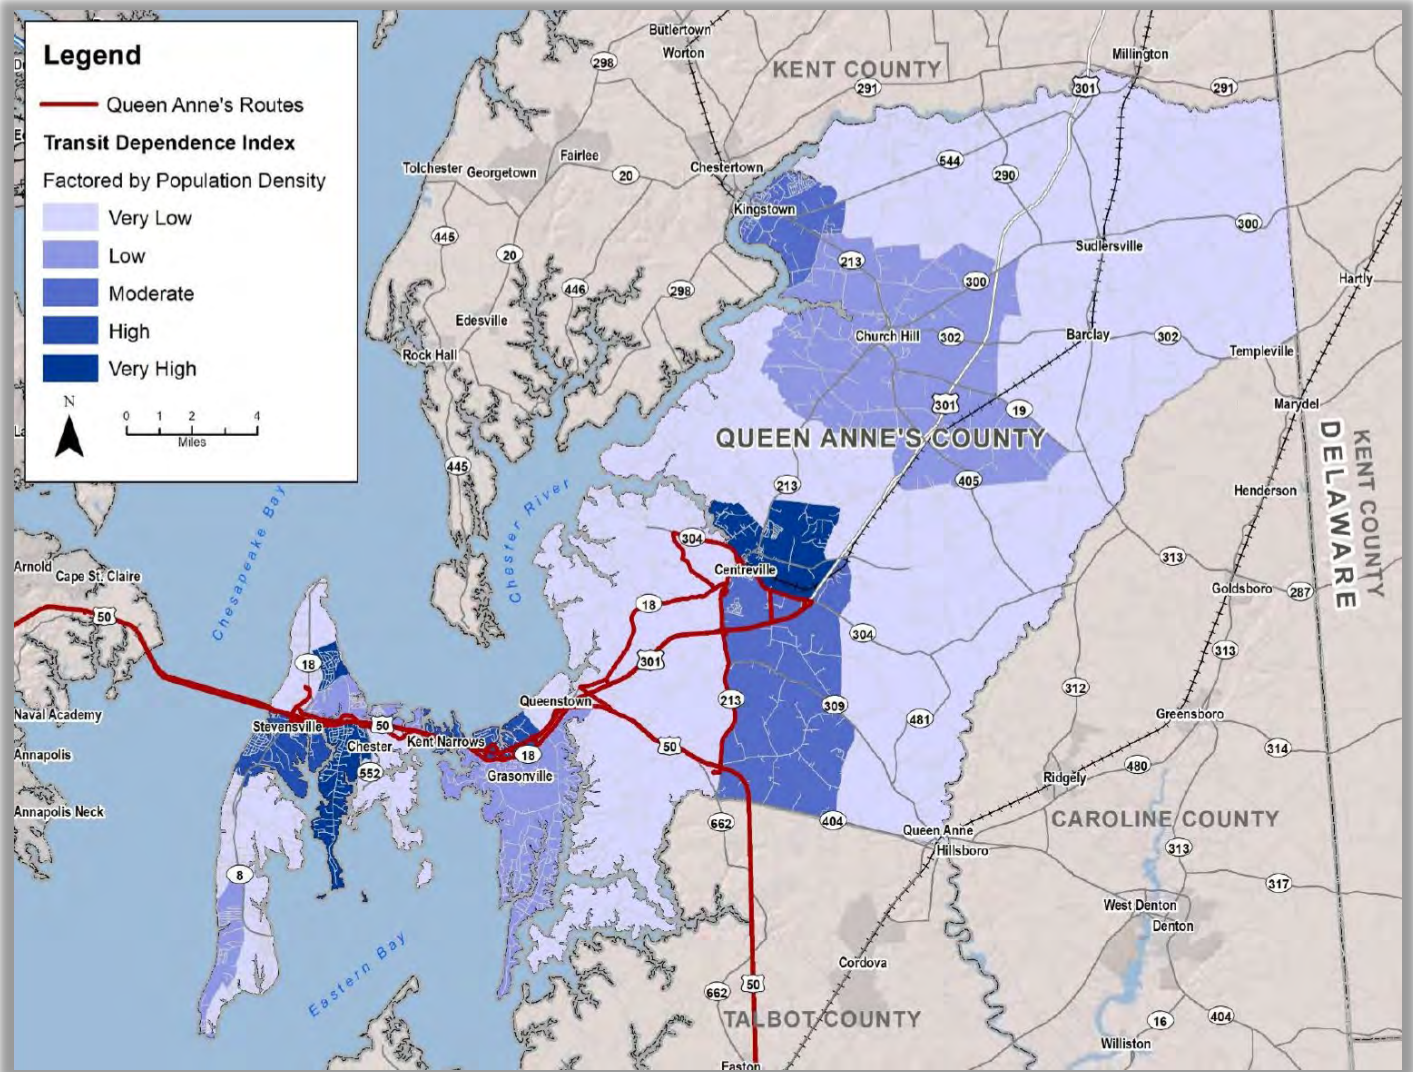 Legend
Queen Anne's Routes
Transit Dependence Index
Factored by Population Density
Very Low
Low
Moderate
High
Very High
N
0 1 2 4
Miles
Butlertown
Worton
298
KENT COUNTY
291
Millington
301
291
Tolchester
Georgetown
Fairlee
20
Chestertown
544
290
Kingstown
445
20
213
300
Sudlersville
300
Hartly
446
298
300
Edesville
Rock Hall
Church Hill
302
Barclay
302
Templeville
Marydel
301
19
QUEEN ANNE'S COUNTY
DELAWARE
KENT COUNTY
445
213
405
Henderson
Chesapeake Bay
Chester River
304
Centreville
313
Arnold
Cape St. Claire
50
18
Goldsboro
287
304
301
313
18
312
Naval Academy
Queenstown
213
309
481
Greensboro
Stevensville
50
Chester
Kent Narrows
18
50
314
Annapolis
552
Grasonville
Ridgely
480
Annapolis Neck
662
404
Queen Anne
Hillsboro
CAROLINE COUNTY
313
8
317
West Denton
Denton
Eastern Bay
Cordova
662
50
TALBOT COUNTY
16
404
Williston
Easton